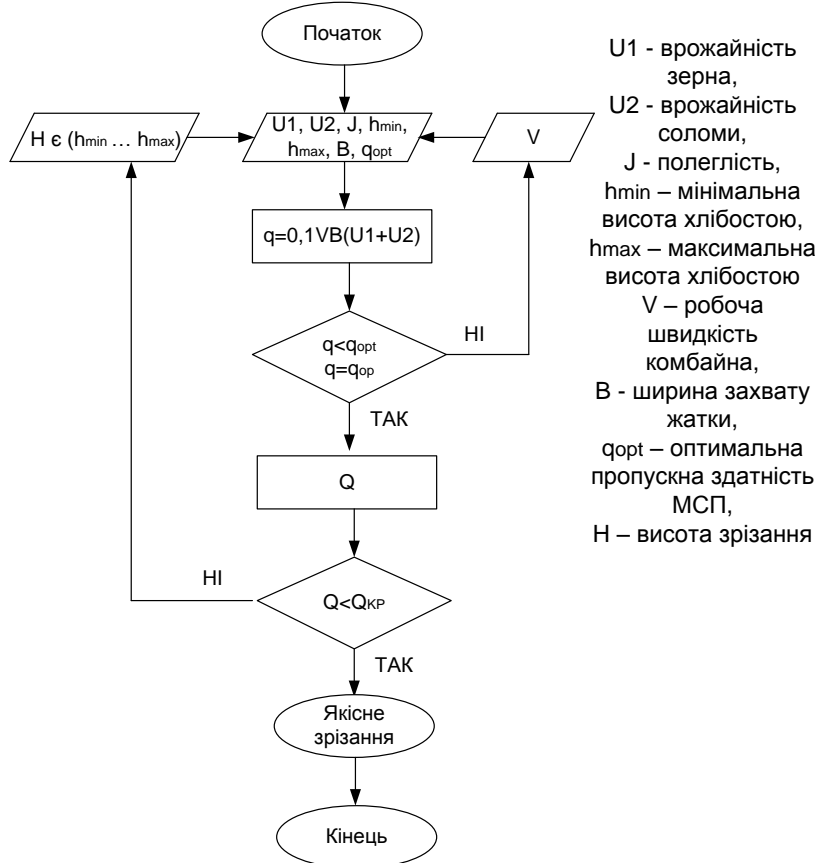 Початок
U1, U2, J, hmin,
hmax, B, qopt
H є (hmin … hmax)
V
q=0,1VB(U1+U2)
q<qopt
q=qop
НІ
ТАК
Q
НІ
Q<QKP
ТАК
Якісне
зрізання
Кінець
U1 - врожайність
зерна,
U2 - врожайність
соломи,
J - полеглість,
hmin – мінімальна
висота хлібостою,
hmax – максимальна
висота хлібостою
V – робоча
швидкість
комбайна,
B - ширина захвату
жатки,
qopt – оптимальна
пропускна здатність
МСП,
H – висота зрізання